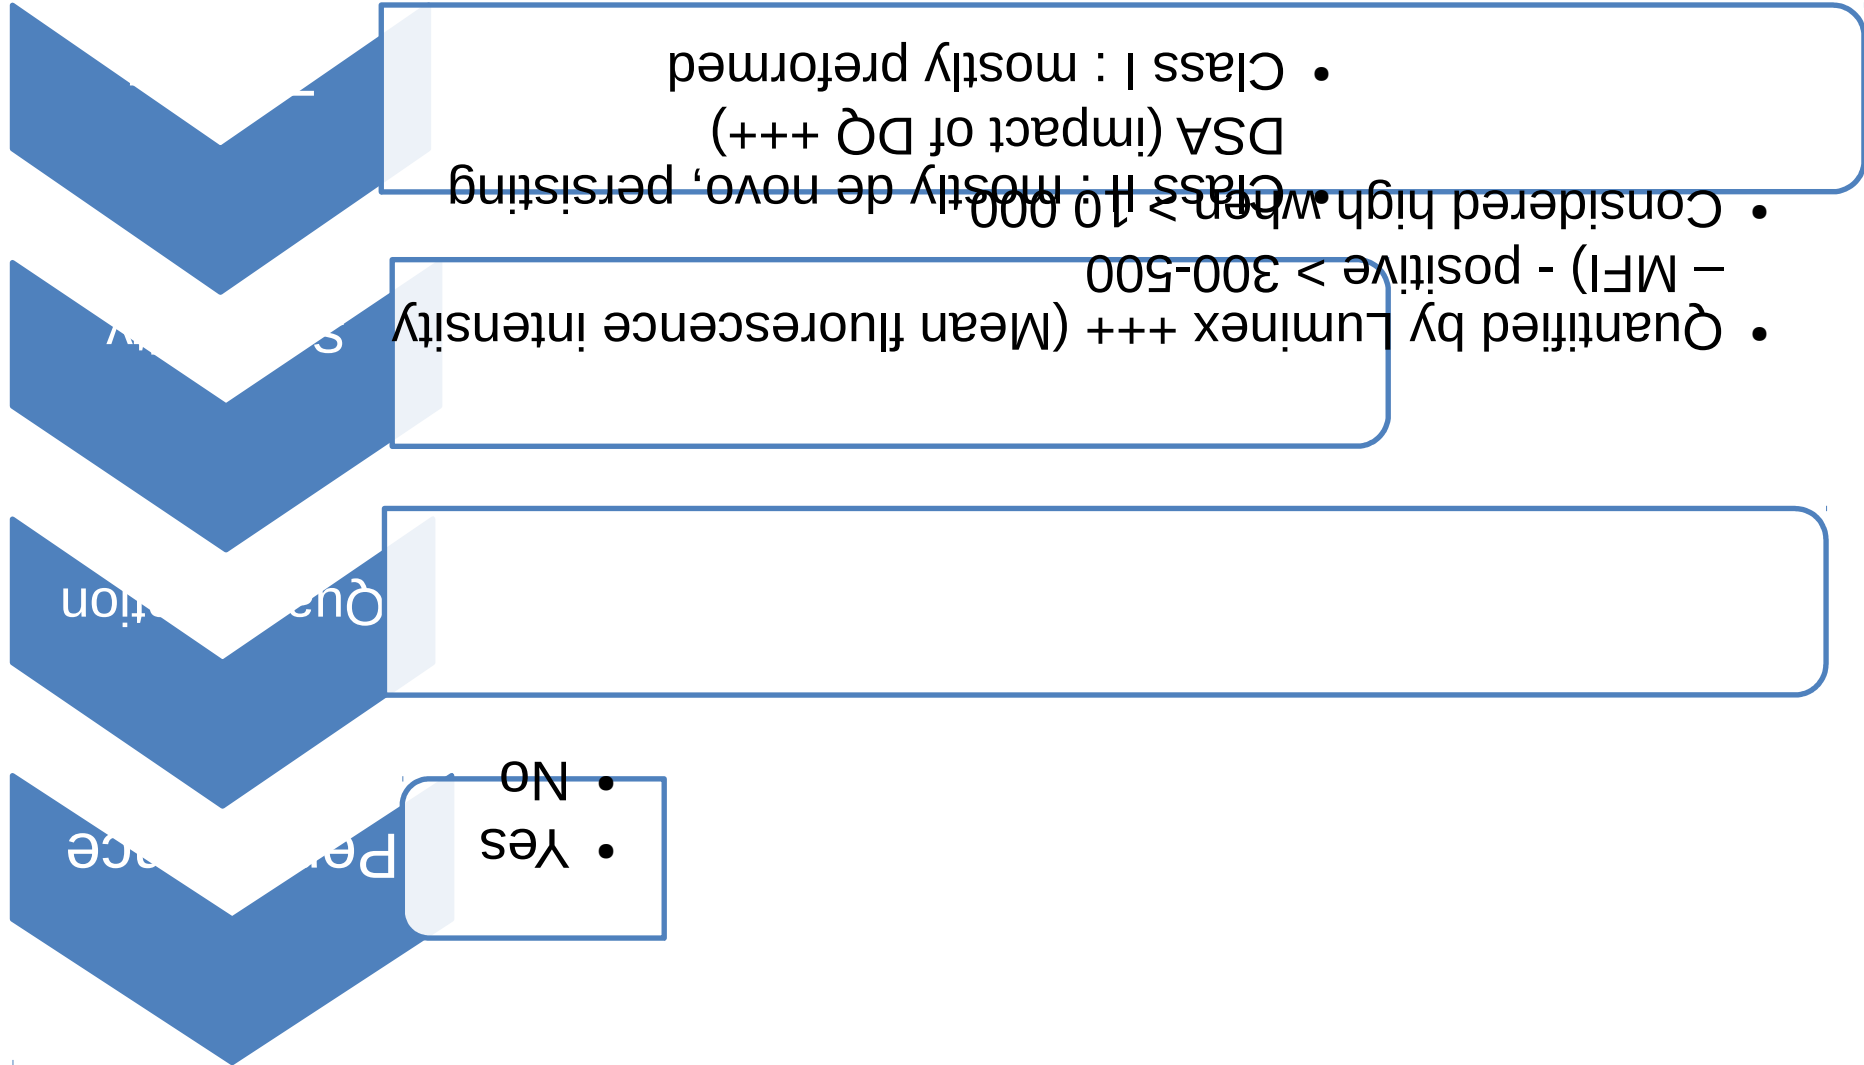 • Yes
• No
• Quantified by Luminex +++ (Mean fluorescence intensity
– MFI) - positive > 300-500
• Considered high when > 10 000
• Class II : mostly de novo, persisting
DSA (impact of DQ +++)
• Class I : mostly preformed